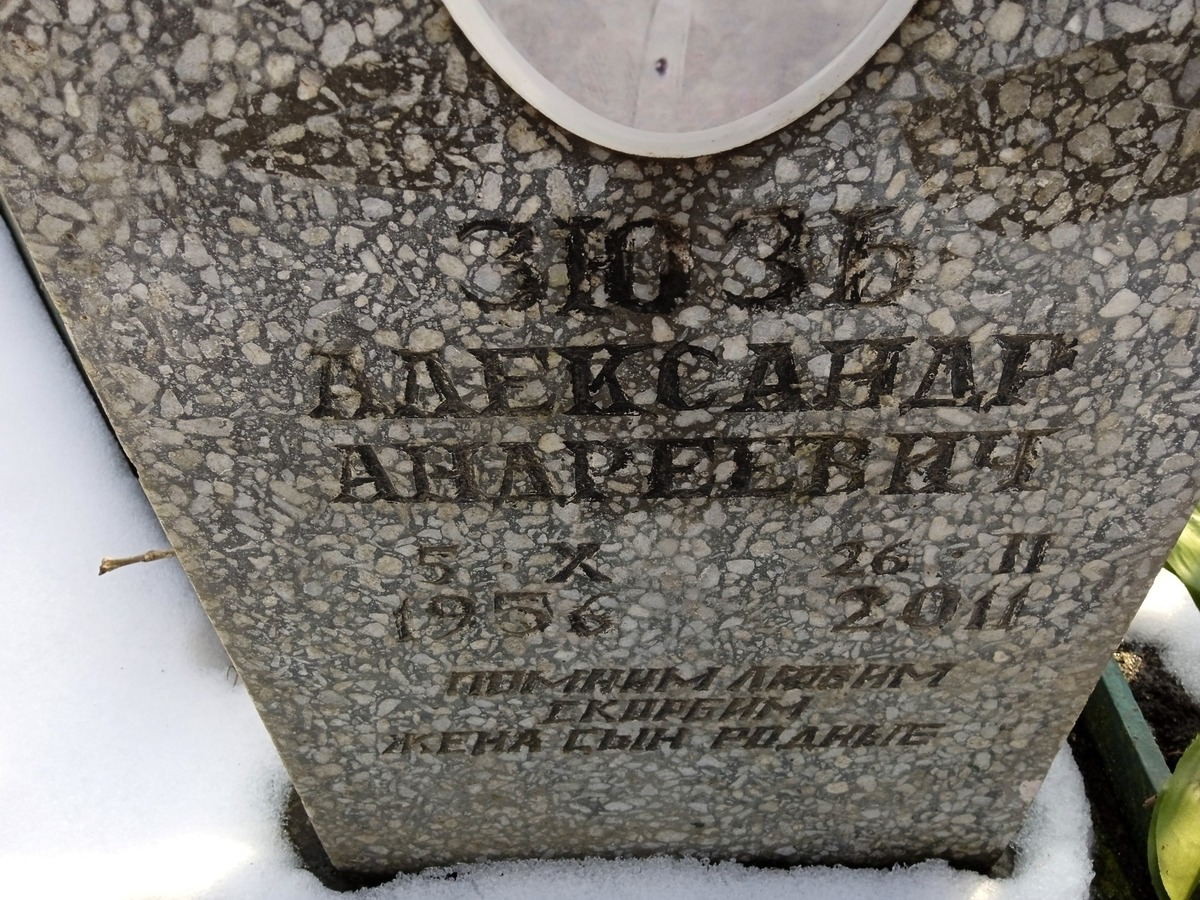 ЗЮЗЬ
АЛЕКСАНДР
АНДРЕЕВИЧ
5 · X 26 · II
1956 2011
ПОМНИМ ЛЮБИМ
СКОРБИМ
ЖЕНА СЫН РОДНЫЕ